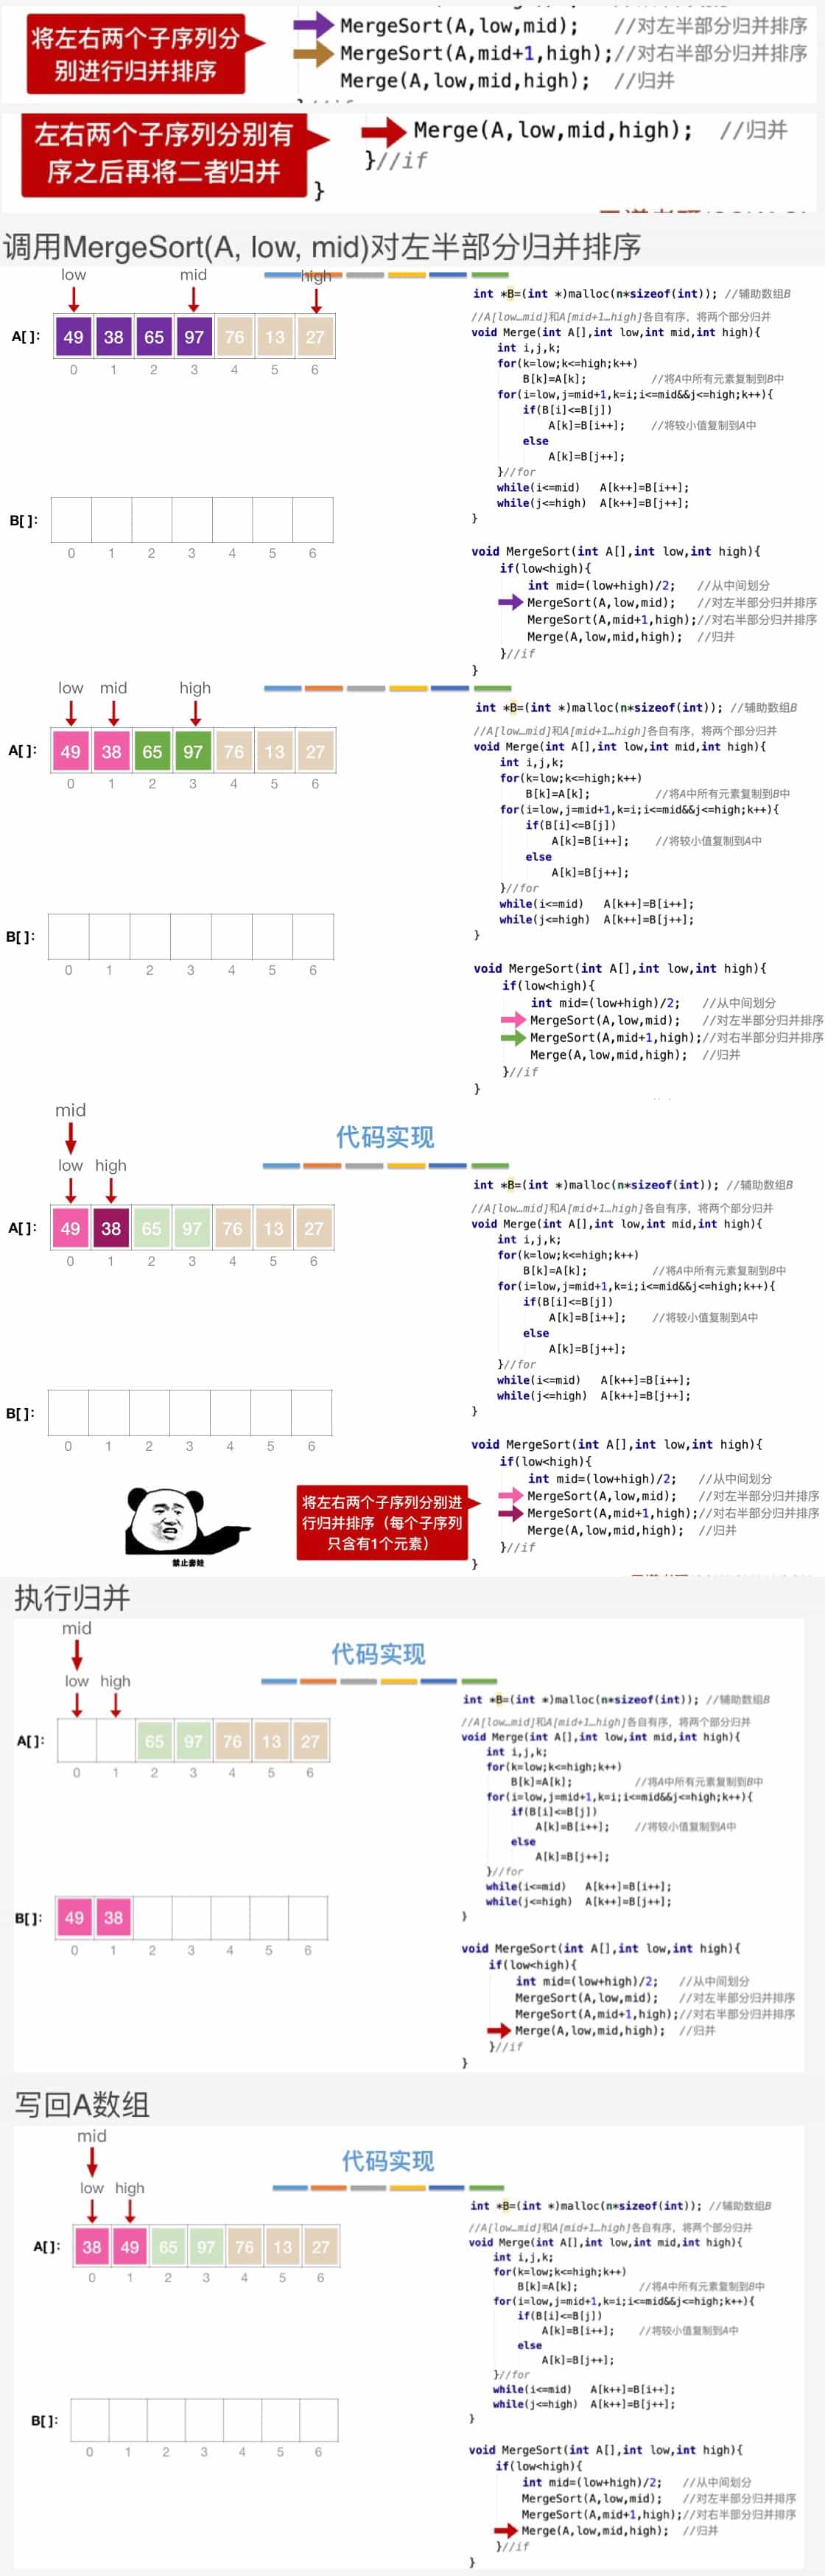 将左右两个子序列分
别进行归并排序
MergeSort(A,low,mid); //对左半部分归并排序
MergeSort(A,mid+1,high);//对右半部分归并排序
Merge(A,low,mid,high); //归并
左右两个子序列分别有
序之后再将二者归并
Merge(A,low,mid,high); //归并
}//if
}
调用MergeSort(A, low, mid)对左半部分归并排序
low mid high
A[]: 49 38 65 97 76 13 27
0 1 2 3 4 5 6
B[]:
0 1 2 3 4 5 6
int *B=(int *)malloc(n*sizeof(int)); //辅助数组B
//A[low…mid]和A[mid+1…high]各自有序，将两个部分归并
void Merge(int A[],int low,int mid,int high){
int i,j,k;
for(k=low;k<=high;k++)
B[k]=A[k]; //将A中所有元素复制到B中
for(i=low,j=mid+1,k=i;i<=mid&&j<=high;k++){
if(B[i]<=B[j])
A[k]=B[i++]; //将较小值复制到A中
else
A[k]=B[j++];
}//for
while(i<=mid) A[k++]=B[i++];
while(j<=high) A[k++]=B[j++];
}
void MergeSort(int A[],int low,int high){
if(low<high){
int mid=(low+high)/2; //从中间划分
MergeSort(A,low,mid); //对左半部分归并排序
MergeSort(A,mid+1,high);//对右半部分归并排序
Merge(A,low,mid,high); //归并
}//if
}
low mid high
A[]: 49 38 65 97 76 13 27
0 1 2 3 4 5 6
B[]:
0 1 2 3 4 5 6
int *B=(int *)malloc(n*sizeof(int)); //辅助数组B
//A[low…mid]和A[mid+1…high]各自有序，将两个部分归并
void Merge(int A[],int low,int mid,int high){
int i,j,k;
for(k=low;k<=high;k++)
B[k]=A[k]; //将A中所有元素复制到B中
for(i=low,j=mid+1,k=i;i<=mid&&j<=high;k++){
if(B[i]<=B[j])
A[k]=B[i++]; //将较小值复制到A中
else
A[k]=B[j++];
}//for
while(i<=mid) A[k++]=B[i++];
while(j<=high) A[k++]=B[j++];
}
void MergeSort(int A[],int low,int high){
if(low<high){
int mid=(low+high)/2; //从中间划分
MergeSort(A,low,mid); //对左半部分归并排序
MergeSort(A,mid+1,high);//对右半部分归并排序
Merge(A,low,mid,high); //归并
}//if
}
mid
代码实现
low high
A[]: 49 38 65 97 76 13 27
0 1 2 3 4 5 6
B[]:
0 1 2 3 4 5 6
禁止套娃
将左右两个子序列分别进
行归并排序（每个子序列
只含有1个元素）
int *B=(int *)malloc(n*sizeof(int)); //辅助数组B
//A[low…mid]和A[mid+1…high]各自有序，将两个部分归并
void Merge(int A[],int low,int mid,int high){
int i,j,k;
for(k=low;k<=high;k++)
B[k]=A[k]; //将A中所有元素复制到B中
for(i=low,j=mid+1,k=i;i<=mid&&j<=high;k++){
if(B[i]<=B[j])
A[k]=B[i++]; //将较小值复制到A中
else
A[k]=B[j++];
}//for
while(i<=mid) A[k++]=B[i++];
while(j<=high) A[k++]=B[j++];
}
void MergeSort(int A[],int low,int high){
if(low<high){
int mid=(low+high)/2; //从中间划分
MergeSort(A,low,mid); //对左半部分归并排序
MergeSort(A,mid+1,high);//对右半部分归并排序
Merge(A,low,mid,high); //归并
}//if
}
执行归并
mid
代码实现
low high
A[]: 65 97 76 13 27
0 1 2 3 4 5 6
B[]: 49 38
0 1 2 3 4 5 6
int *B=(int *)malloc(n*sizeof(int)); //辅助数组B
//A[low…mid]和A[mid+1…high]各自有序，将两个部分归并
void Merge(int A[],int low,int mid,int high){
int i,j,k;
for(k=low;k<=high;k++)
B[k]=A[k]; //将A中所有元素复制到B中
for(i=low,j=mid+1,k=i;i<=mid&&j<=high;k++){
if(B[i]<=B[j])
A[k]=B[i++]; //将较小值复制到A中
else
A[k]=B[j++];
}//for
while(i<=mid) A[k++]=B[i++];
while(j<=high) A[k++]=B[j++];
}
void MergeSort(int A[],int low,int high){
if(low<high){
int mid=(low+high)/2; //从中间划分
MergeSort(A,low,mid); //对左半部分归并排序
MergeSort(A,mid+1,high);//对右半部分归并排序
Merge(A,low,mid,high); //归并
}//if
}
写回A数组
mid
代码实现
low high
A[]: 38 49 65 97 76 13 27
0 1 2 3 4 5 6
B[]:
0 1 2 3 4 5 6
int *B=(int *)malloc(n*sizeof(int)); //辅助数组B
//A[low…mid]和A[mid+1…high]各自有序，将两个部分归并
void Merge(int A[],int low,int mid,int high){
int i,j,k;
for(k=low;k<=high;k++)
B[k]=A[k]; //将A中所有元素复制到B中
for(i=low,j=mid+1,k=i;i<=mid&&j<=high;k++){
if(B[i]<=B[j])
A[k]=B[i++]; //将较小值复制到A中
else
A[k]=B[j++];
}//for
while(i<=mid) A[k++]=B[i++];
while(j<=high) A[k++]=B[j++];
}
void MergeSort(int A[],int low,int high){
if(low<high){
int mid=(low+high)/2; //从中间划分
MergeSort(A,low,mid); //对左半部分归并排序
MergeSort(A,mid+1,high);//对右半部分归并排序
Merge(A,low,mid,high); //归并
}//if
}